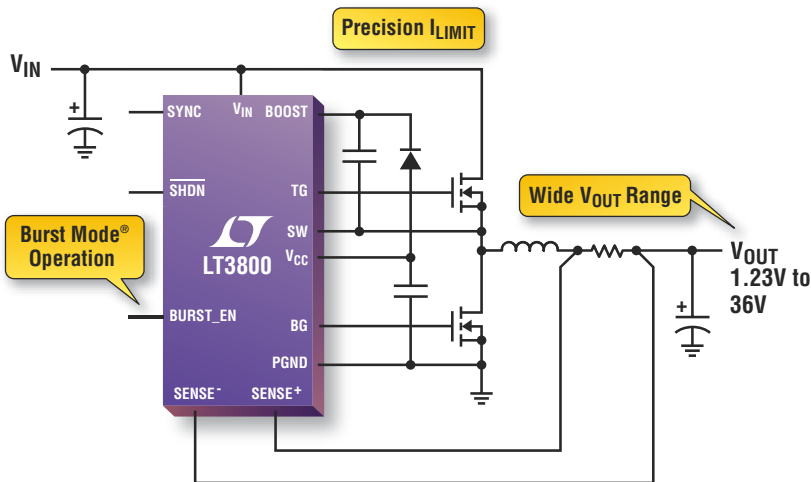 Precision ILIMIT
VIN
+
SYNC
VIN
BOOST
SHDN
TG
Wide VOUT Range
Burst Mode®
Operation
SW
LT3800
VCC
VOUT
1.23V to
36V
+
BURST_EN
+
BG
PGND
SENSE-
SENSE+